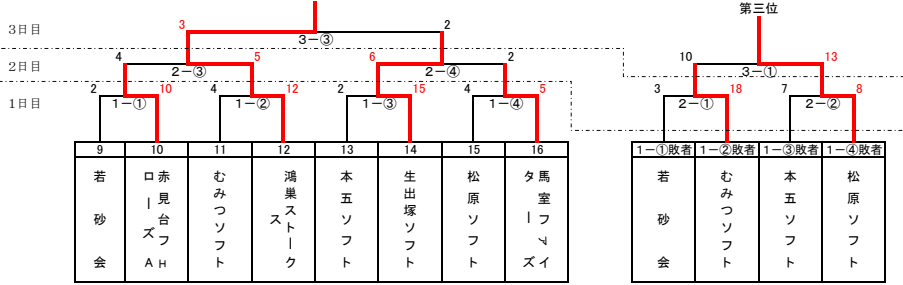 第三位
3日目
3
2
3－③
2日目
4
5
6
2
10
13
2－③
2－④
3－①
1日目
2
10
4
12
2
15
4
5
3
18
7
8
1－①
1－②
1－③
1－④
2－①
2－②
9
10
11
12
13
14
15
16
1－①敗者
1－②敗者
1－③敗者
1－④敗者
若砂会
赤見台フH
ローズA
むみつソフト
鴻巣ストーク
ス
本五ソフト
生出塚ソフト
松原ソフト
馬室ファイ
ターズ
若砂会
むみつソフト
本五ソフト
松原ソフト